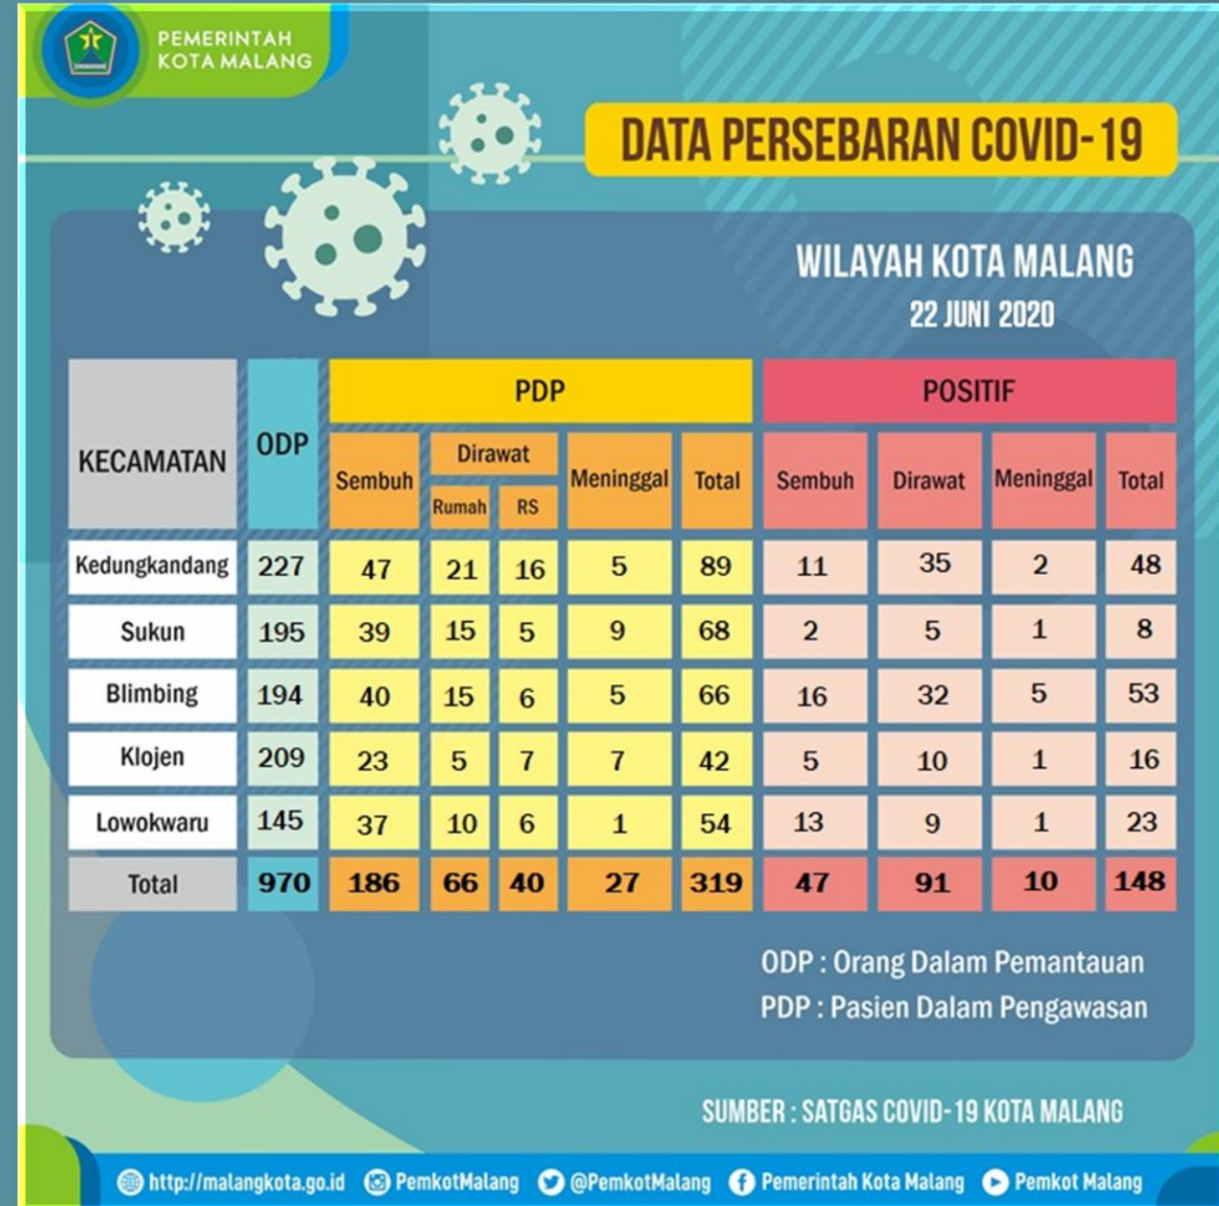 PEMERINTAH
KOTA MALANG
DATA PERSEBARAN COVID-19
WILAYAH KOTA MALANG
22 JUNI 2020
KECAMATAN ODP PDP POSITIF
Sembuh Dirawat Meninggal Total Sembuh Dirawat Meninggal Total
Rumah RS
Kedungkandang 227 47 21 16 5 89 11 35 2 48
Sukun 195 39 15 5 9 68 2 5 1 8
Blimbing 194 40 15 6 5 66 16 32 5 53
Klojen 209 23 5 7 7 42 5 10 1 16
Lowokwaru 145 37 10 6 1 54 13 9 1 23
Total 970 186 66 40 27 319 47 91 10 148
ODP : Orang Dalam Pemantauan
PDP : Pasien Dalam Pengawasan
SUMBER : SATGAS COVID-19 KOTA MALANG
http://malangkota.go.id PemkotMalang @PemkotMalang Pemerintah Kota Malang Pemkot Malang